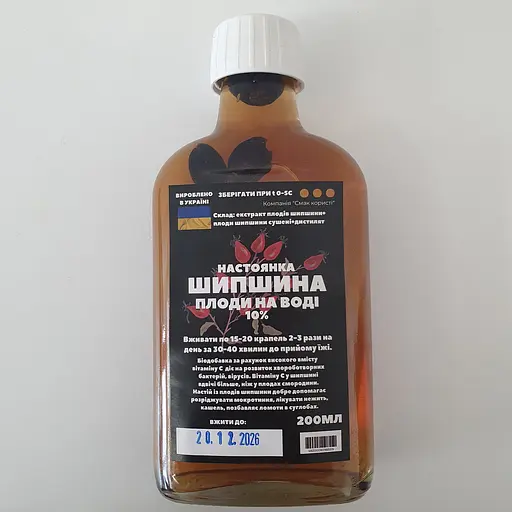 ВИРОБЛЕНО
В УКРАЇНІ
ЗБЕРІГАТИ ПРИ t 0-5С
Компанія "Смак користі"
Склад: екстракт плодів шипшини+
плоди шипшини сушені+дистилят
НАСТОЯНКА
ШИПШИНА
ПЛОДИ НА ВОДІ
10%
Вживати по 15-20 крапель 2-3 рази на
день за 30-40 хвилин до прийому їжі.
Біодобавка за рахунок високого вмісту
вітаміну С діє на розвиток хвороботворних
бактерій, вірусів. Вітаміну С у шипшині
вдвічі більше, ніж у плодах смородини.
Настій із плодів шипшини добре допомагає
розріджувати мокротиння, лікувати нежить,
кашель, позбавляє ломоти в суглобах.
ВЖИТИ ДО:
20.12.2026
200МЛ